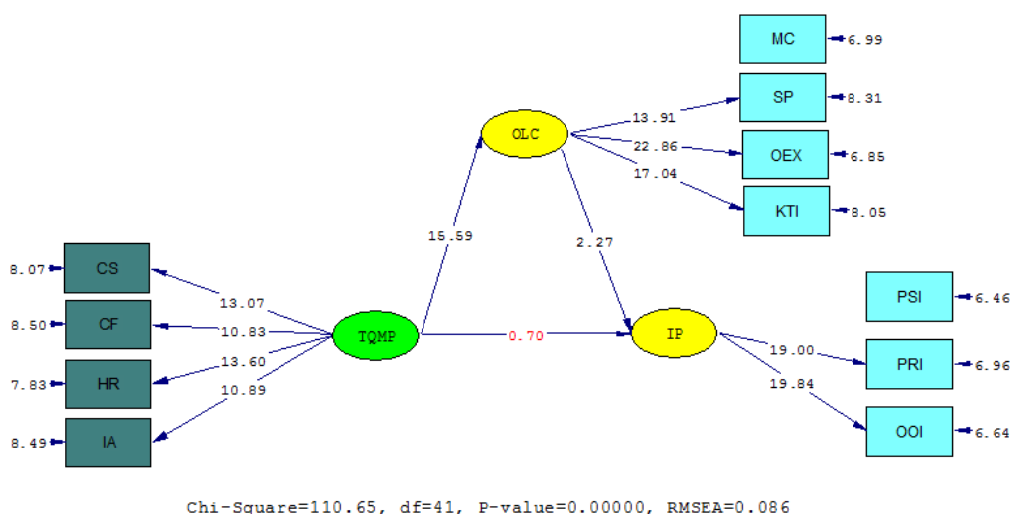 MC
6.99
SP
8.31
13.91
OLC
22.86
OEX
6.85
17.04
KTI
8.05
15.59
2.27
8.07
CS
13.07
PSI
6.46
8.50
CF
10.83
TQMP
0.70
IP
19.00
PRI
6.96
13.60
7.83
HR
10.89
19.84
8.49
IA
OOI
6.64
Chi-Square=110.65, df=41, P-value=0.00000, RMSEA=0.086